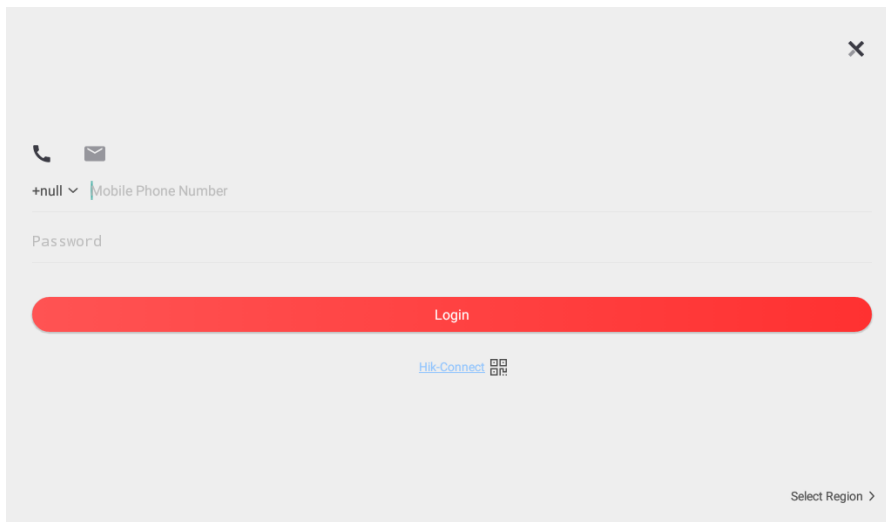 +null Mobile Phone Number
Password
Login
Hik-Connect
Select Region